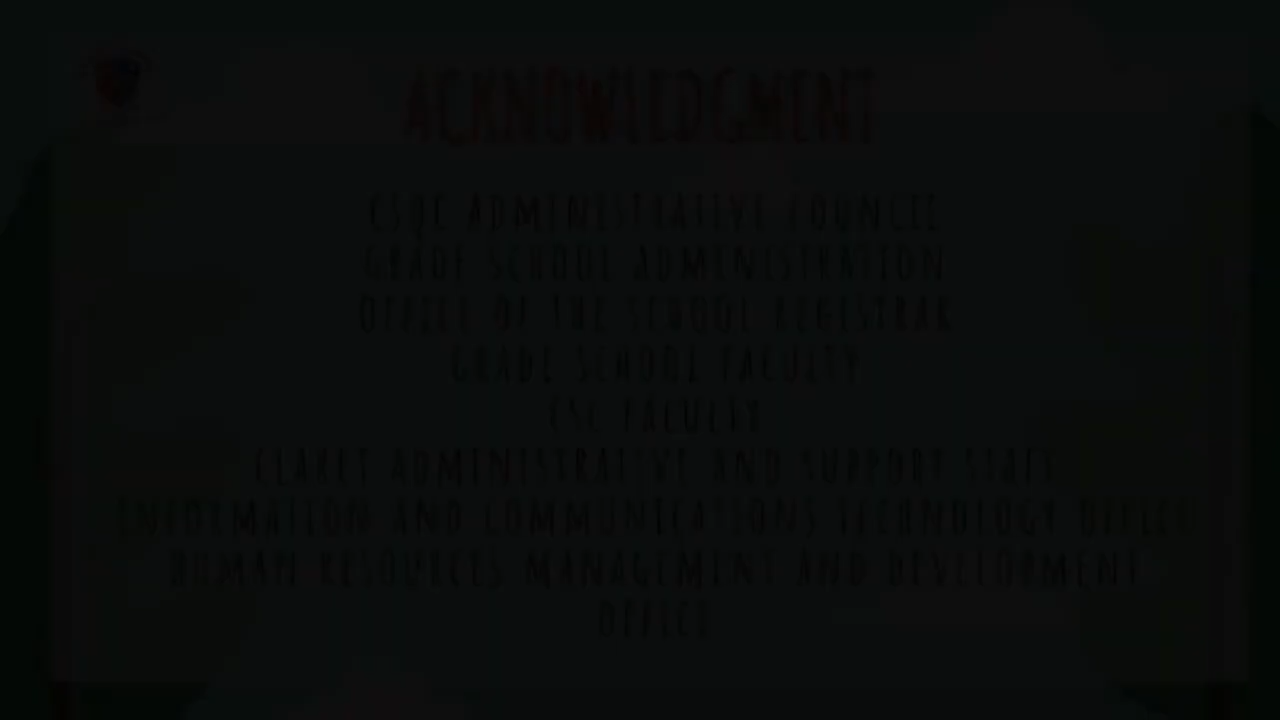 ACKNOWLEDGMENT
CSQC ADMINISTRATIVE COUNCIL
GRADE SCHOOL ADMINISTRATION
OFFICE OF THE SCHOOL REGISTRAR
GRADE SCHOOL FACULTY
CSC FACULTY
CLARET ADMINISTRATIVE AND SUPPORT STAFF
INFORMATION AND COMMUNICATIONS TECHNOLOGY OFFICE
HUMAN RESOURCES MANAGEMENT AND DEVELOPMENT
OFFICE